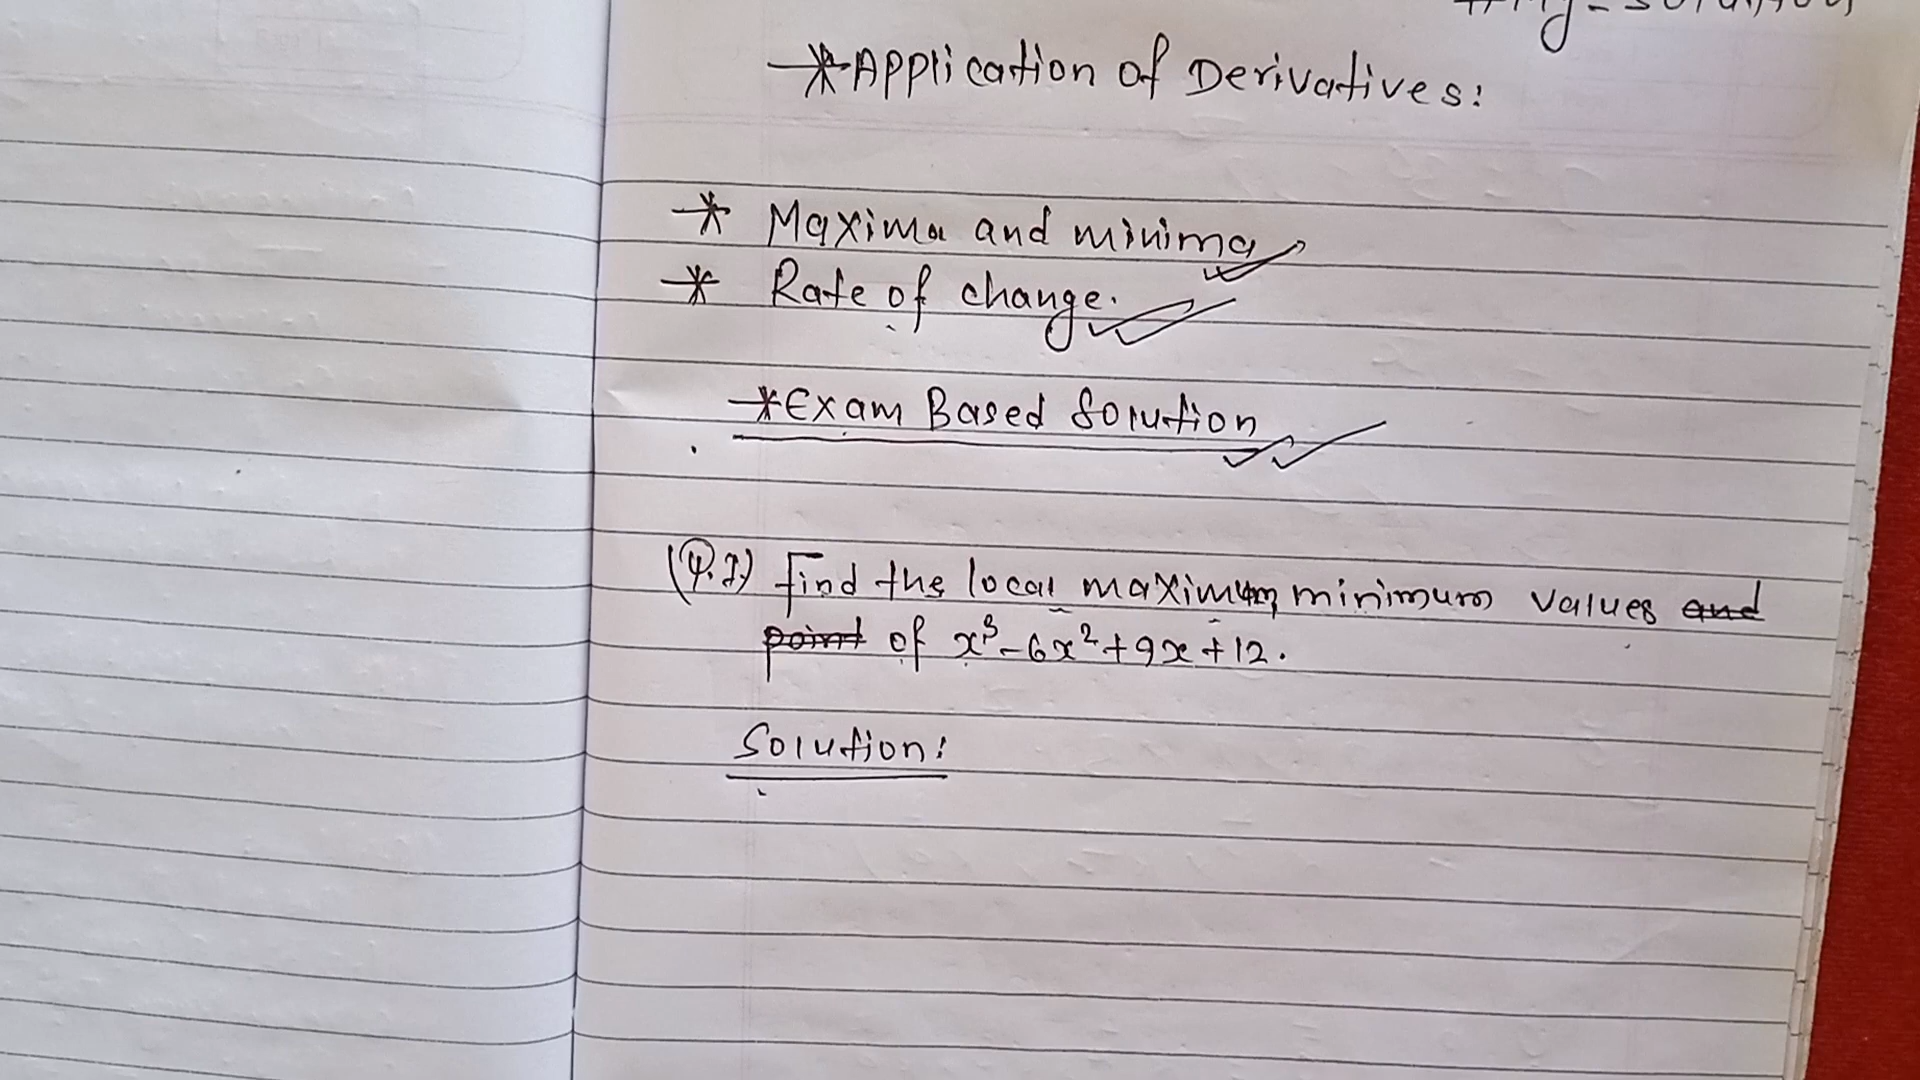 * Application of Derivatives:
* Maxima and minima
* Rate of change.
* Exam Based Solution
Find the local maximum minimum values and
point of x³-6x²+9x+12.
Solution: